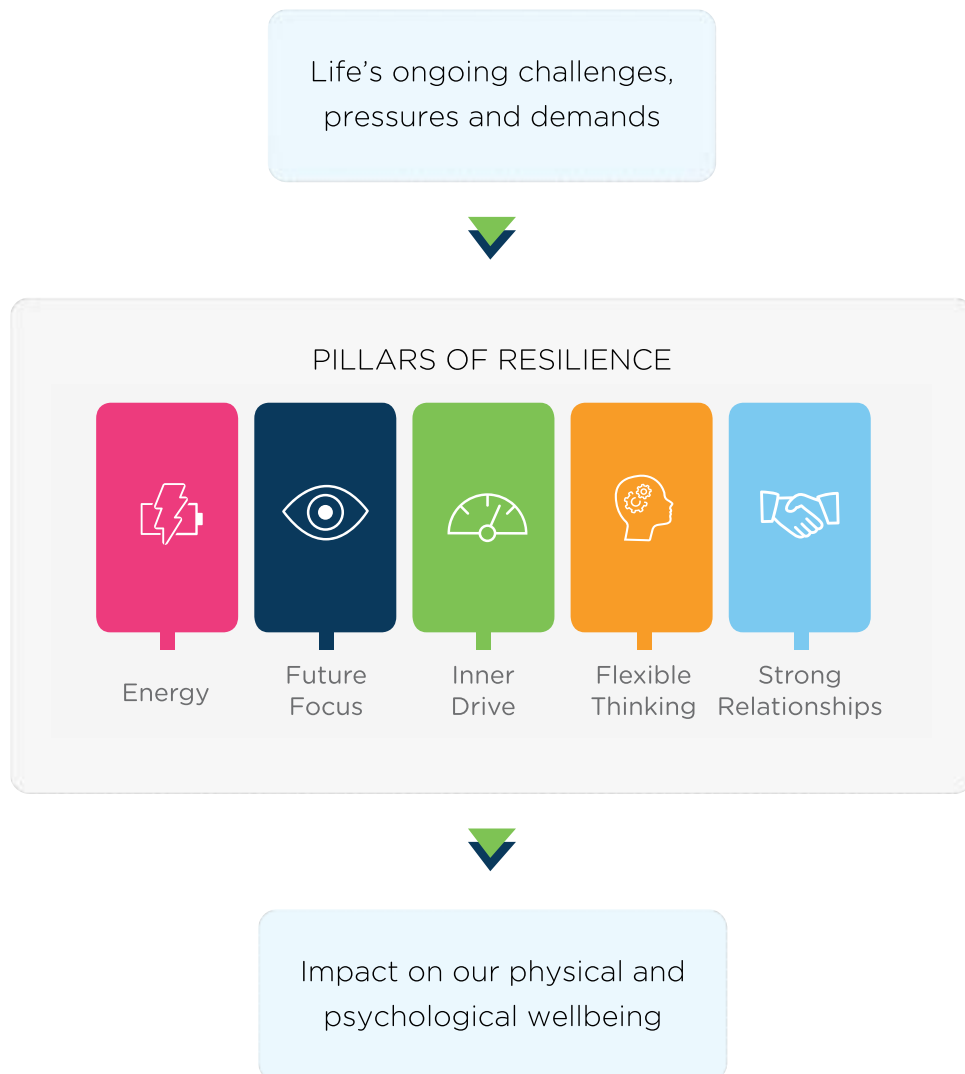 Life’s ongoing challenges,
pressures and demands
PILLARS OF RESILIENCE
Energy
Future
Focus
Inner
Drive
Flexible
Thinking
Strong
Relationships
Impact on our physical and
psychological wellbeing